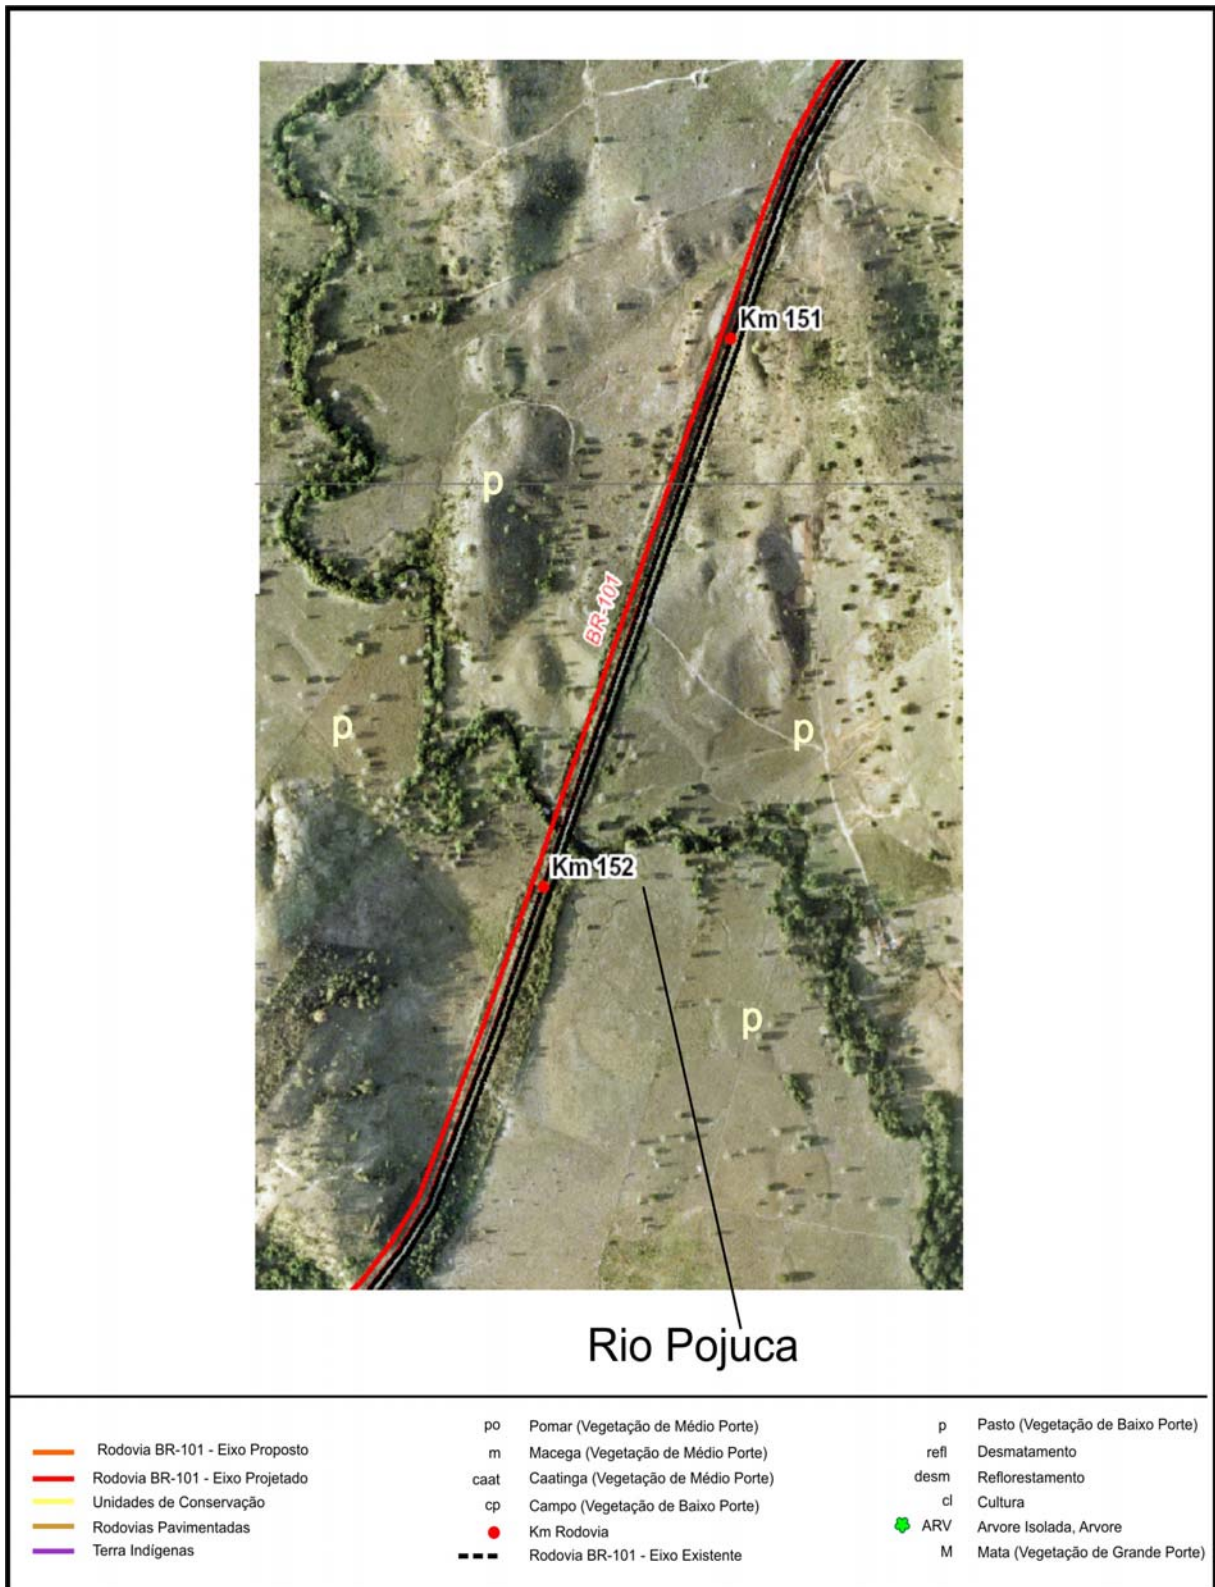 Km 151
p
BR-101
p
p
Km 152
p
Rio Pojuca
Rodovia BR-101 - Eixo Proposto
Rodovia BR-101 - Eixo Projetado
Unidades de Conservação
Rodovias Pavimentadas
Terra Indígenas
po Pomar (Vegetação de Médio Porte)
m Macega (Vegetação de Médio Porte)
caat Caatinga (Vegetação de Médio Porte)
cp Campo (Vegetação de Baixo Porte)
Km Rodovia
Rodovia BR-101 - Eixo Existente
p Pasto (Vegetação de Baixo Porte)
refl Desmatamento
desm Reflorestamento
cl Cultura
ARV Arvore Isolada, Arvore
M Mata (Vegetação de Grande Porte)